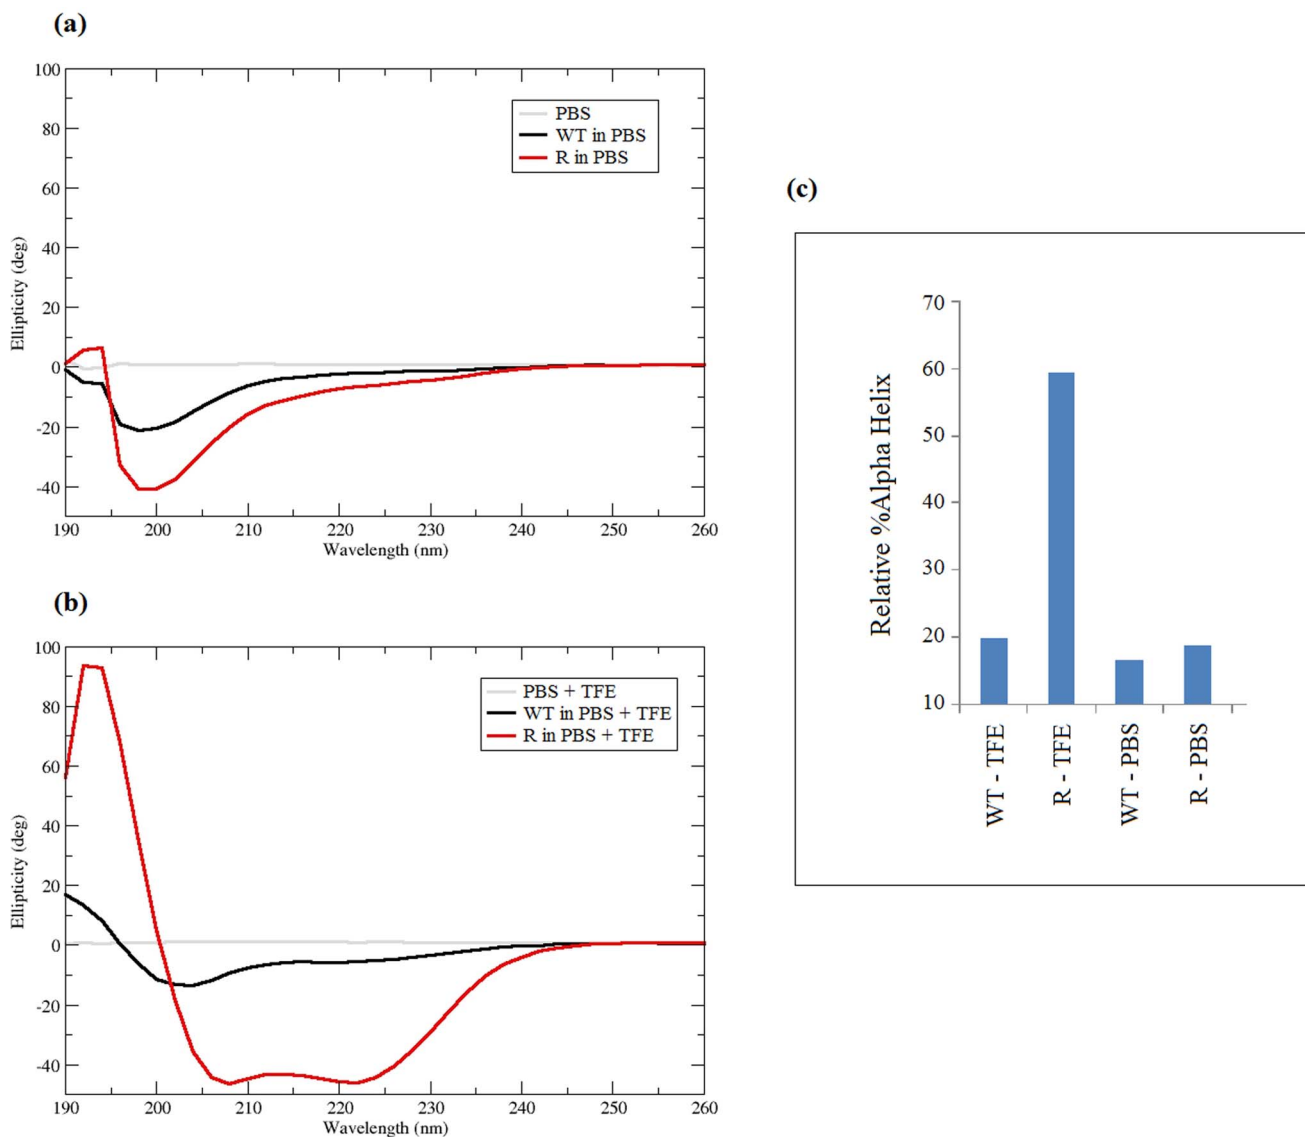 (a)
100
80
60
40
20
0
-20
-40
Ellipticity (deg)
PBS
WT in PBS
R in PBS
190 200 210 220 230 240 250 260
Wavelength (nm)
(b)
100
80
60
40
20
0
-20
-40
Ellipticity (deg)
PBS + TFE
WT in PBS + TFE
R in PBS + TFE
190 200 210 220 230 240 250 260
Wavelength (nm)
(c)
Relative %Alpha Helix
70
60
50
40
30
20
10
WT - TFE
R - TFE
WT - PBS
R - PBS